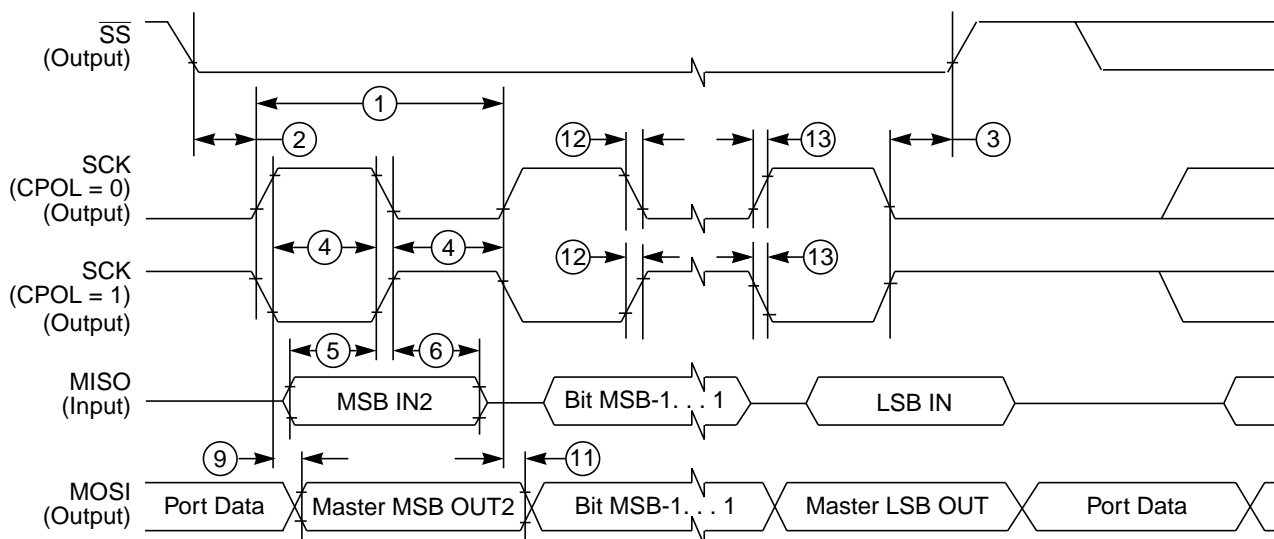 SS
(Output)
1
2
12
13
3
SCK
(CPOL = 0)
(Output)
4
4
12
13
SCK
(CPOL = 1)
(Output)
5
6
MISO
(Input)
MSB IN2
Bit MSB-1. . . 1
LSB IN
9
11
MOSI
(Output)
Port Data
Master MSB OUT2
Bit MSB-1. . . 1
Master LSB OUT
Port Data